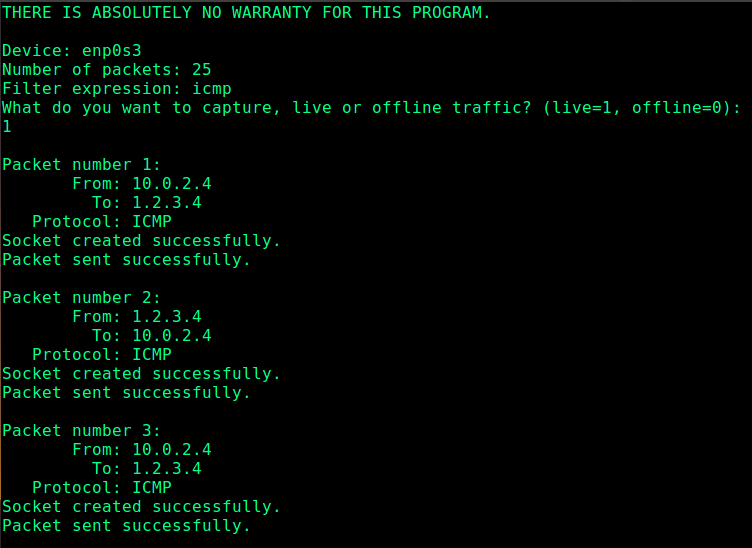 THERE IS ABSOLUTELY NO WARRANTY FOR THIS PROGRAM.
Device: enp0s3
Number of packets: 25
Filter expression: icmp
What do you want to capture, live or offline traffic? (live=1, offline=0):
1
Packet number 1:
From: 10.0.2.4
To: 1.2.3.4
Protocol: ICMP
Socket created successfully.
Packet sent successfully.
Packet number 2:
From: 1.2.3.4
To: 10.0.2.4
Protocol: ICMP
Socket created successfully.
Packet sent successfully.
Packet number 3:
From: 10.0.2.4
To: 1.2.3.4
Protocol: ICMP
Socket created successfully.
Packet sent successfully.